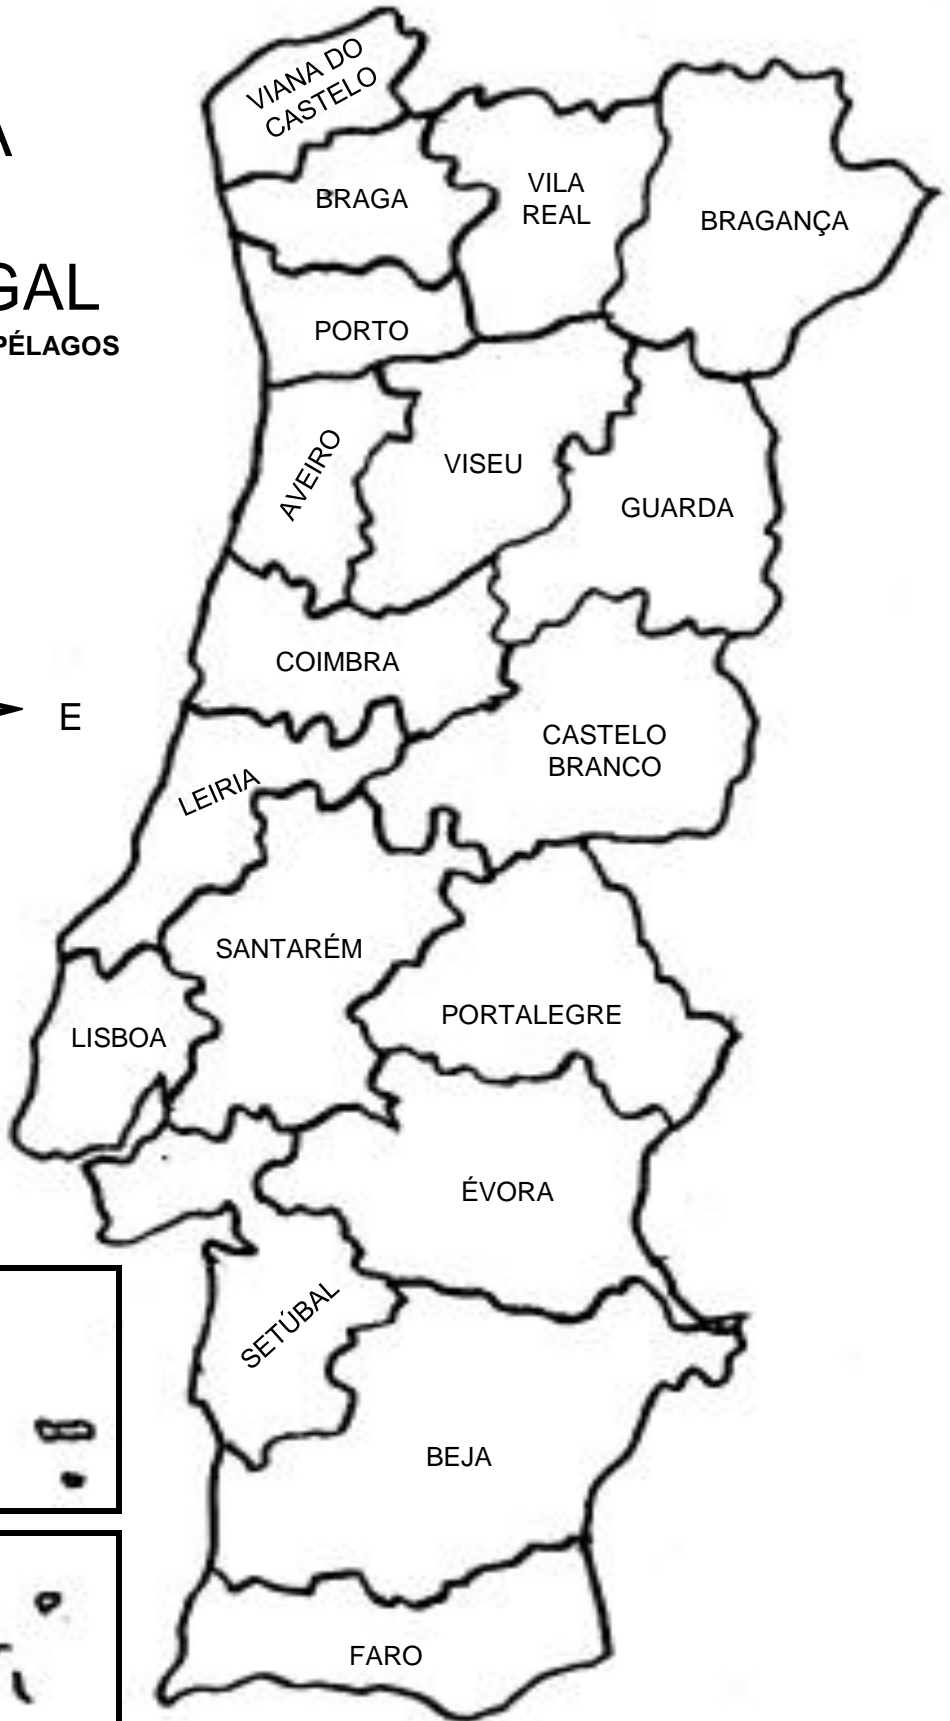 VIANA DO
CASTELO
A
BRAGA
VILA
REAL
BRAGANÇA
GAL
PORTO
PÉLAGOS
AVEIRO
VISEU
GUARDA
COIMBRA
E
CASTELO
BRANCO
LEIRIA
SANTARÉM
PORTALEGRE
LISBOA
ÉVORA
SETÚBAL
BEJA
FARO